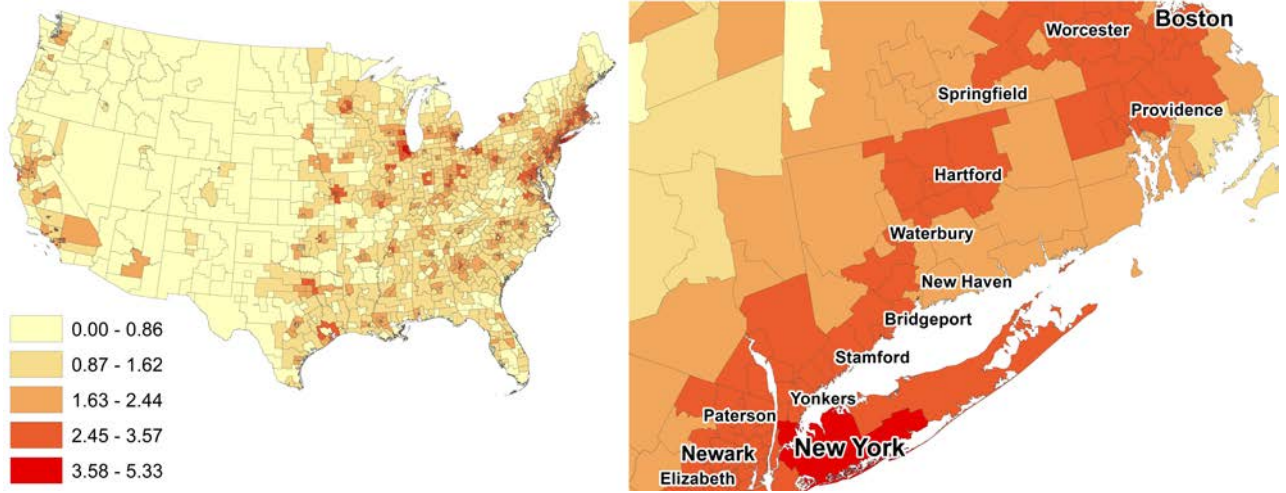 0.00 - 0.86
0.87 - 1.62
1.63 - 2.44
2.45 - 3.57
3.58 - 5.33
Boston
Worcester
Springfield
Providence
Hartford
Waterbury
New Haven
Bridgeport
Stamford
Yonkers
Paterson
New York
Newark
Elizabeth